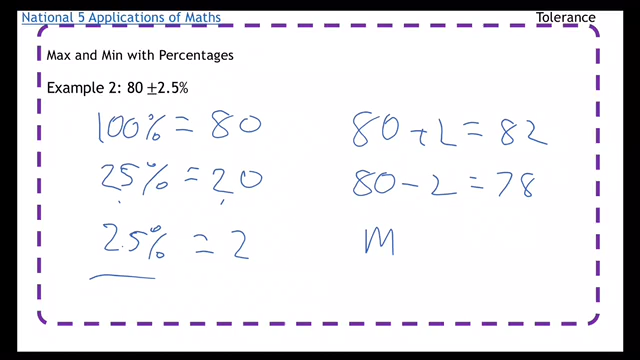 National 5 Applications of Maths Tolerance
Max and Min with Percentages
Example 2: 80 ±2.5%
100% = 80
25% = 20
2.5% = 2
80 + 2 = 82
80 - 2 = 78
M